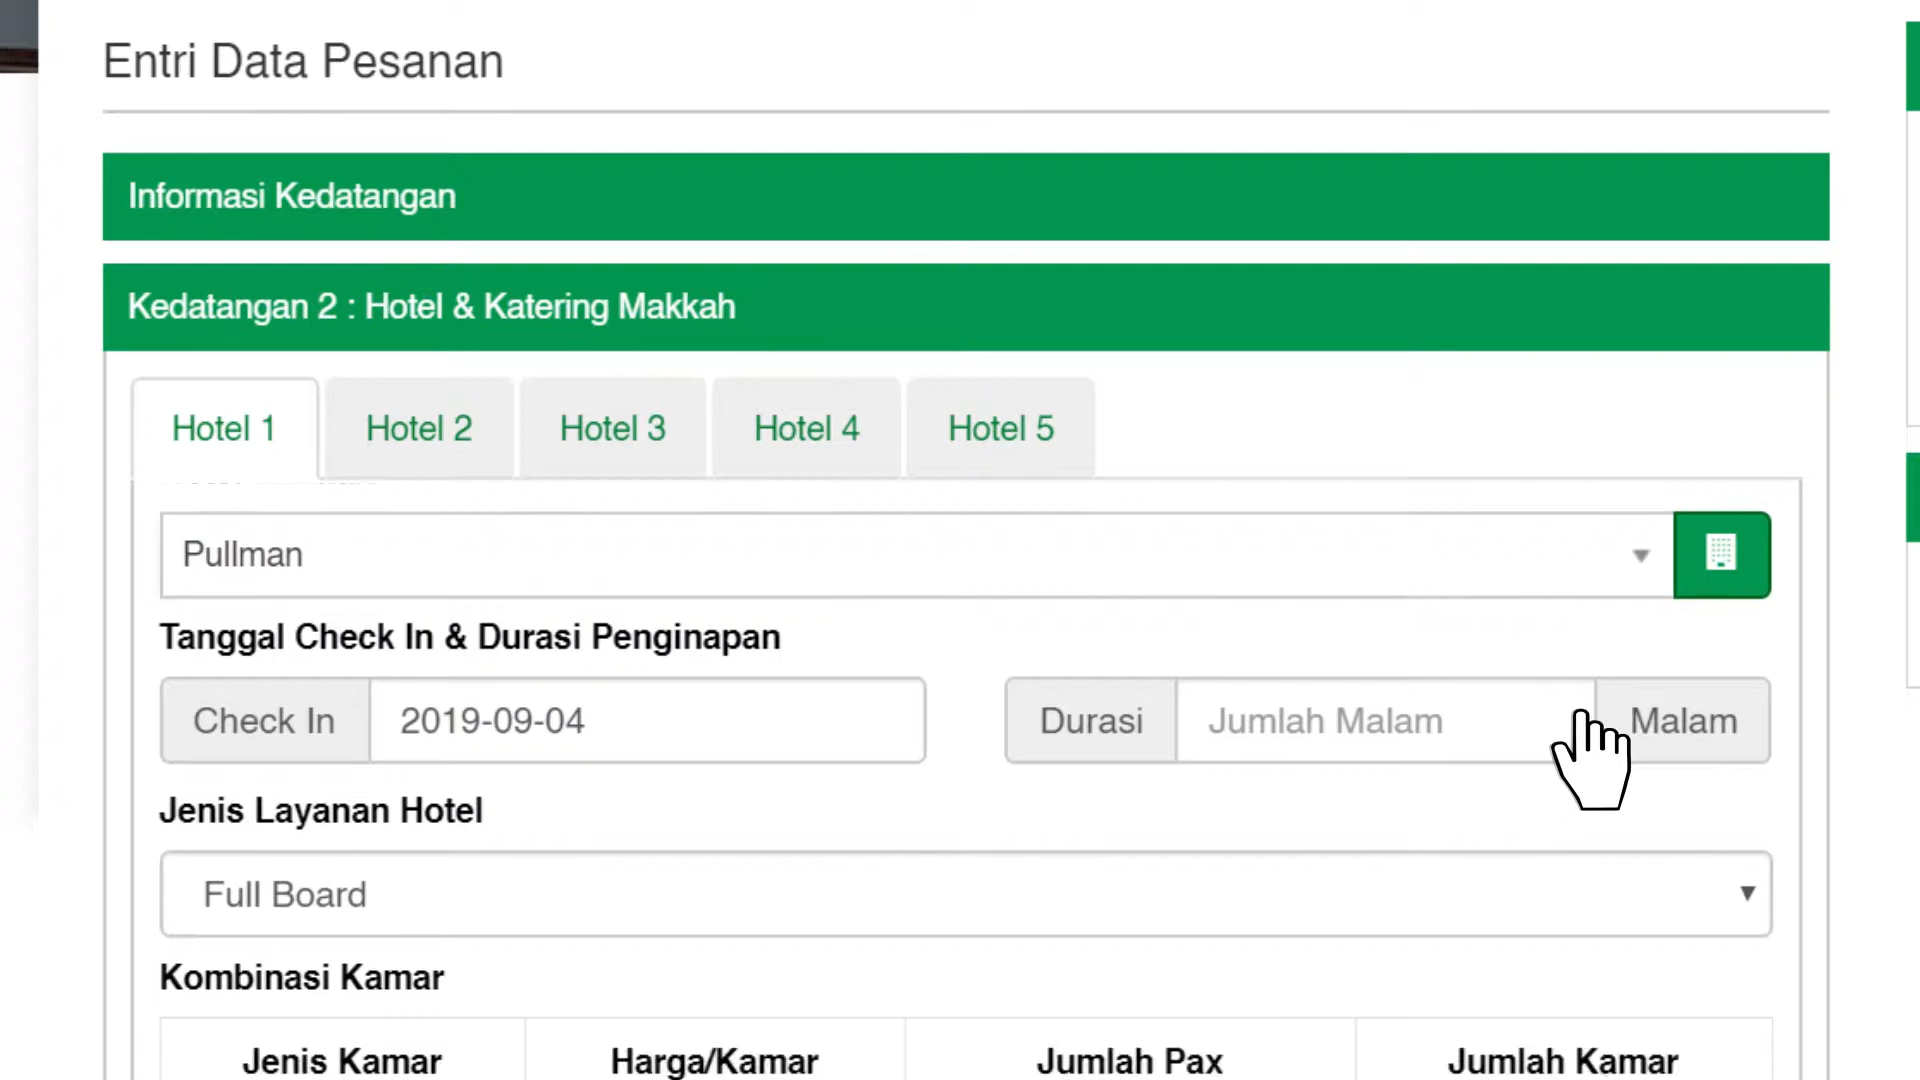 Entri Data Pesanan
Informasi Kedatangan
Kedatangan 2 : Hotel & Katering Makkah
Hotel 1 Hotel 2 Hotel 3 Hotel 4 Hotel 5
Pullman
Tanggal Check In & Durasi Penginapan
Check In 2019-09-04 Durasi Jumlah Malam Malam
Jenis Layanan Hotel
Full Board
Kombinasi Kamar
Jenis Kamar Harga/Kamar Jumlah Pax Jumlah Kamar